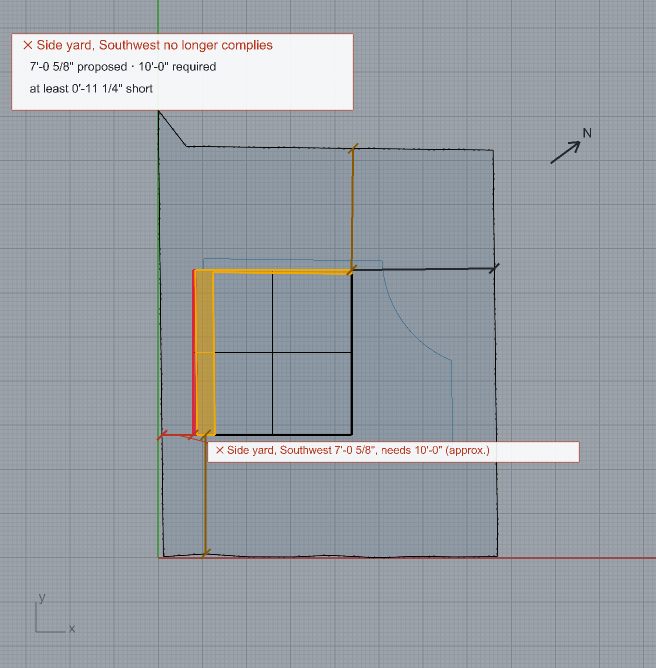 × Side yard, Southwest no longer complies
7'-0 5/8" proposed · 10'-0" required
at least 0'-11 1/4" short
N
× Side yard, Southwest 7'-0 5/8", needs 10'-0" (approx.)
y
x